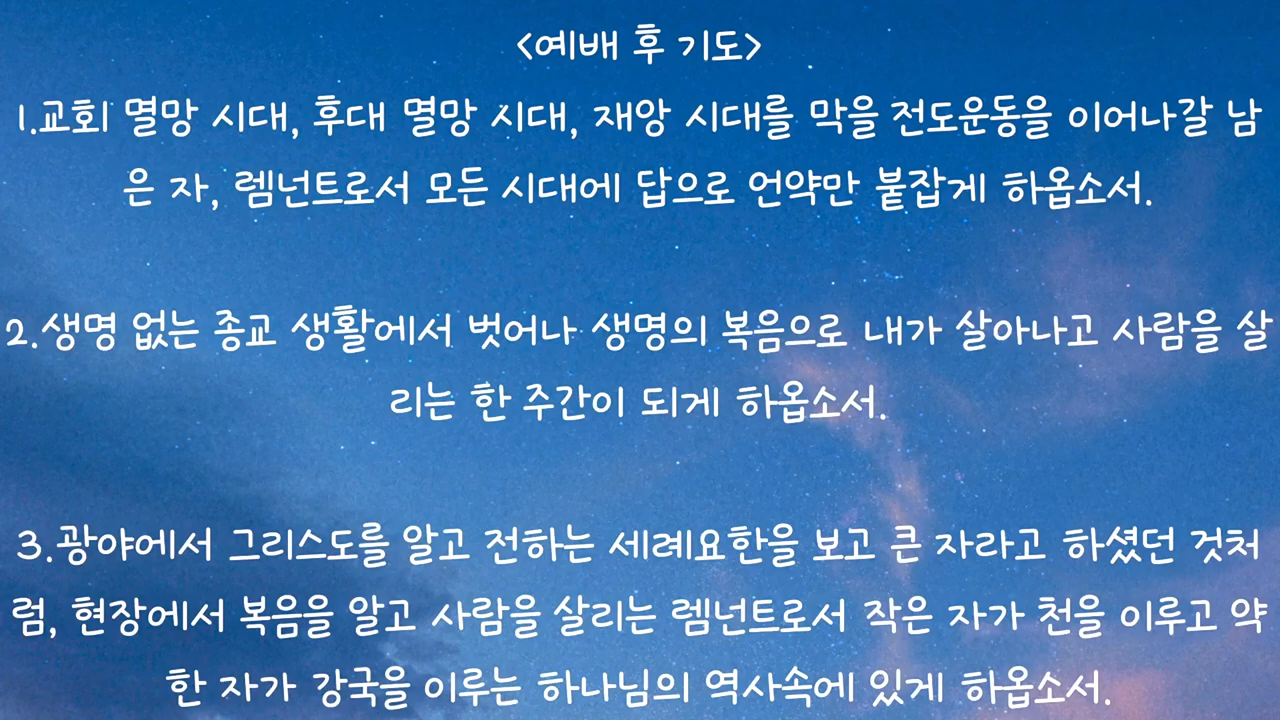 <예배 후 기도>
1.교회 멸망 시대, 후대 멸망 시대, 재앙 시대를 막을 전도운동을 이어나갈 남
은 자, 렘넌트로서 모든 시대에 답으로 언약만 붙잡게 하옵소서.
2.생명 없는 종교 생활에서 벗어나 생명의 복음으로 내가 살아나고 사람을 살
리는 한 주간이 되게 하옵소서.
3.광야에서 그리스도를 알고 전하는 세례요한을 보고 큰 자라고 하셨던 것처
럼, 현장에서 복음을 알고 사람을 살리는 렘넌트로서 작은 자가 천을 이루고 약
한 자가 강국을 이루는 하나님의 역사속에 있게 하옵소서.